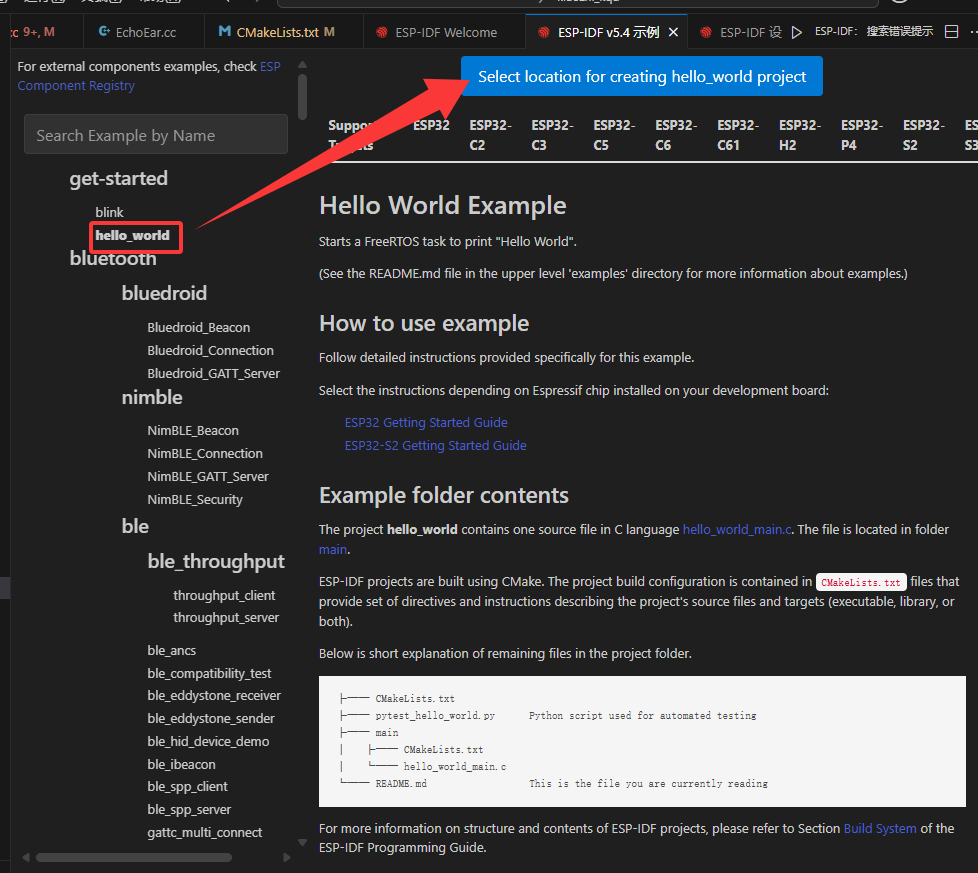 9+, M
EchoEar.cc
CMakeLists.txt M
ESP-IDF Welcome
ESP-IDF v5.4 示例
ESP-IDF 设
ESP-IDF: 搜索错误提示
For external components examples, check ESP
Component Registry
Search Example by Name
get-started
blink
hello_world
bluetooth
bluedroid
Bluedroid_Beacon
Bluedroid_Connection
Bluedroid_GATT_Server
nimble
NimBLE_Beacon
NimBLE_Connection
NimBLE_GATT_Server
NimBLE_Security
ble
ble_throughput
throughput_client
throughput_server
ble_ancs
ble_compatibility_test
ble_eddystone_receiver
ble_eddystone_sender
ble_hid_device_demo
ble_ibeacon
ble_spp_client
ble_spp_server
gattc_multi_connect
Select location for creating hello_world project
ESP32 ESP32-C2 ESP32-C3 ESP32-C5 ESP32-C6 ESP32-C61 ESP32-H2 ESP32-P4 ESP32-S2
Hello World Example
Starts a FreeRTOS task to print "Hello World".
(See the README.md file in the upper level 'examples' directory for more information about examples.)
How to use example
Follow detailed instructions provided specifically for this example.
Select the instructions depending on Espressif chip installed on your development board:
ESP32 Getting Started Guide
ESP32-S2 Getting Started Guide
Example folder contents
The project hello_world contains one source file in C language hello_world_main.c. The file is located in folder
main.
ESP-IDF projects are built using CMake. The project build configuration is contained in CMakeLists.txt files that
provide set of directives and instructions describing the project's source files and targets (executable, library, or
both).
Below is short explanation of remaining files in the project folder.
├── CMakeLists.txt
├── pytest_hello_world.py      Python script used for automated testing
├── main
│   ├── CMakeLists.txt
│   └── hello_world_main.c
└── README.md                  This is the file you are currently reading
For more information on structure and contents of ESP-IDF projects, please refer to Section Build System of the
ESP-IDF Programming Guide.